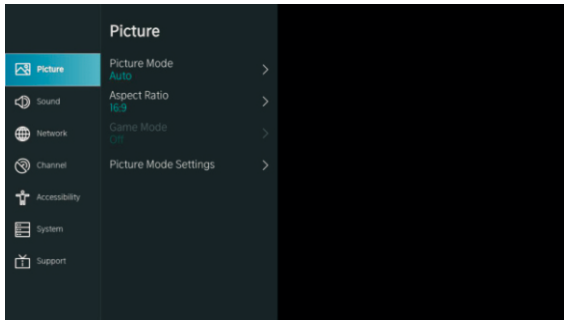 Picture
Sound
Network
Channel
Accessibility
System
Support
Picture
Picture Mode
Auto
Aspect Ratio
16:9
Game Mode
Off
Picture Mode Settings